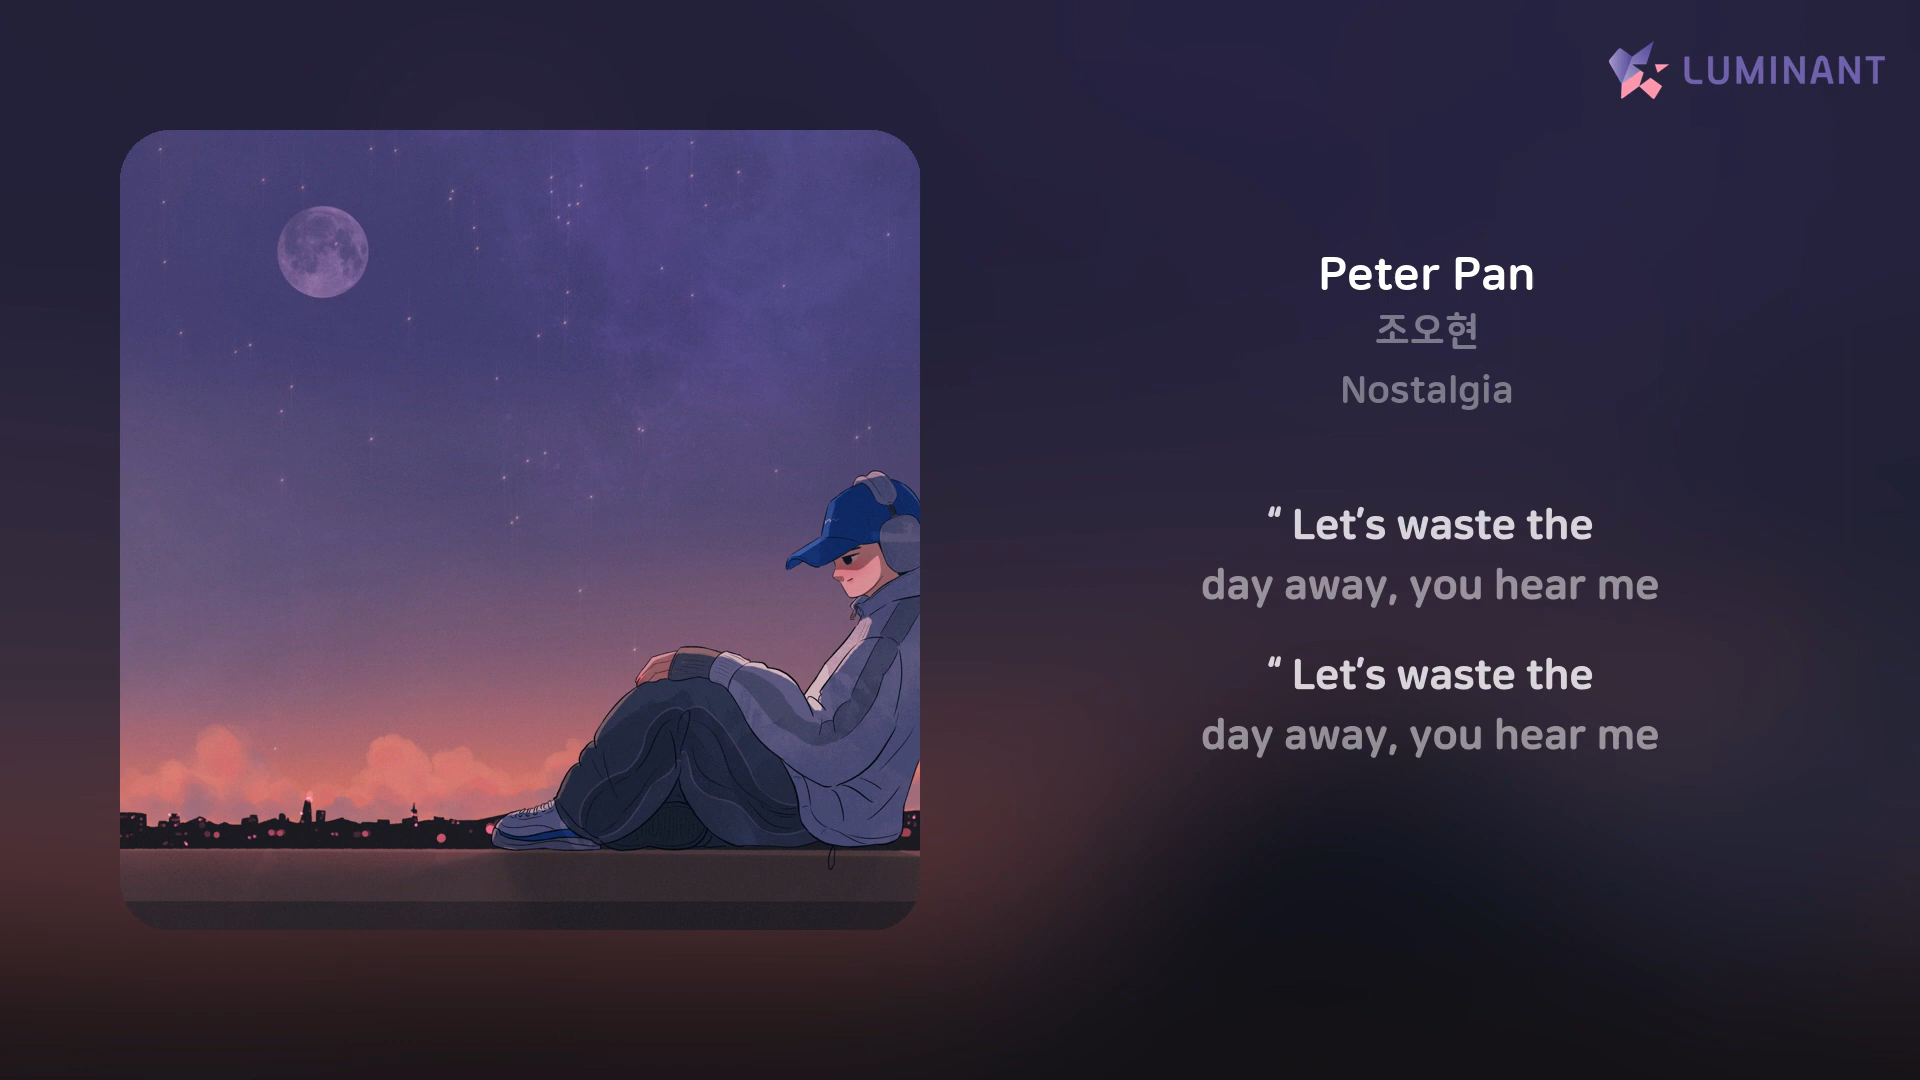 LUMINANT
Peter Pan
조오현
Nostalgia
“ Let's waste the
day away, you hear me
“ Let's waste the
day away, you hear me